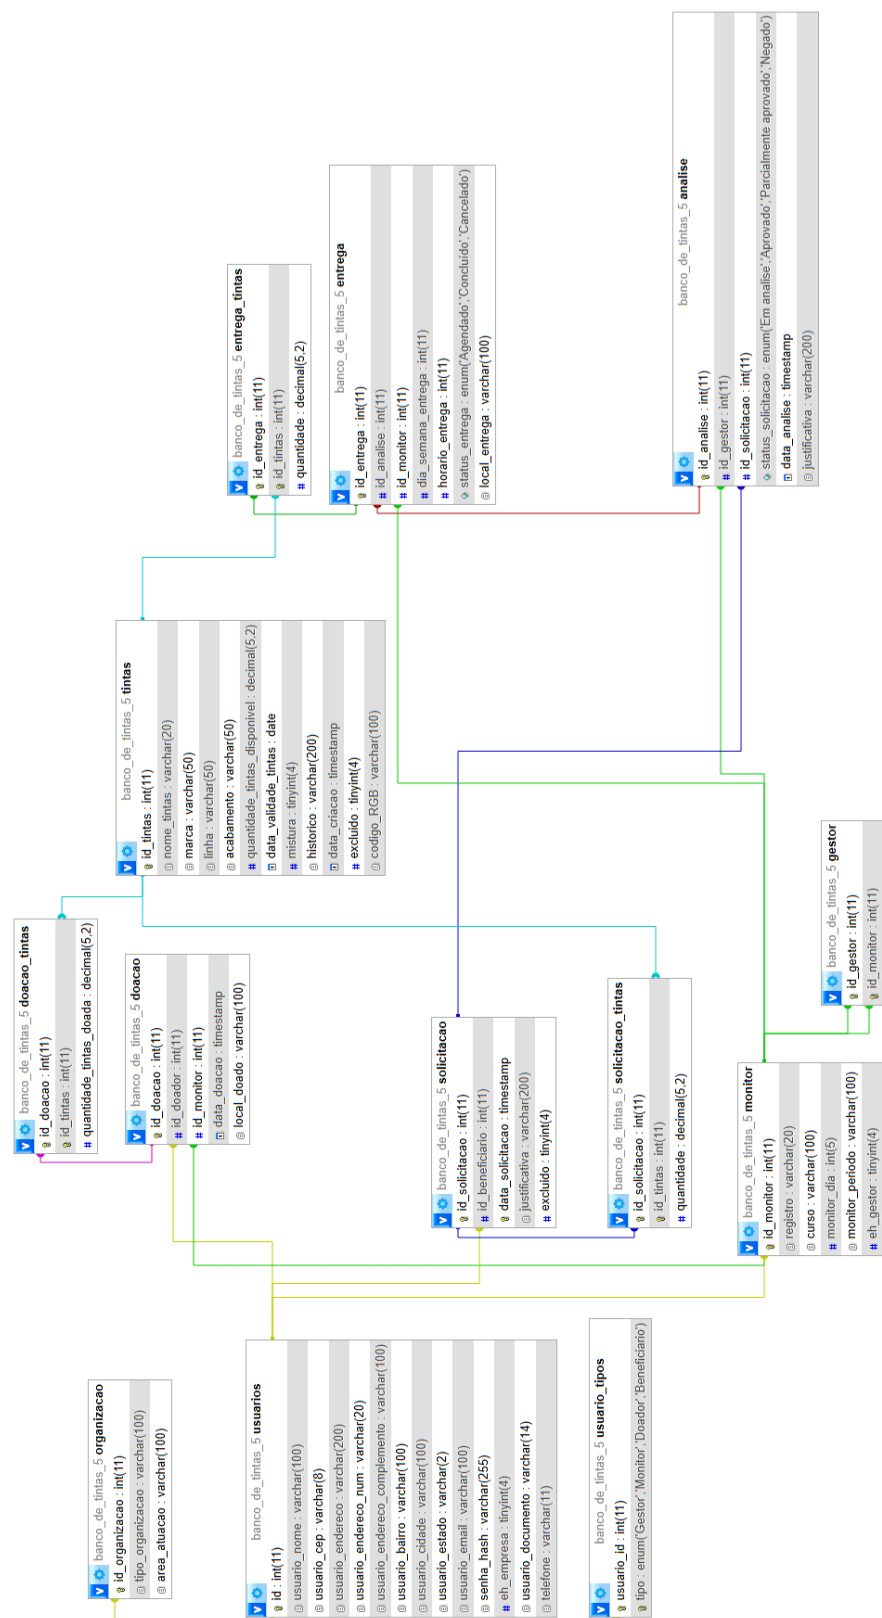 banco_de_tintas_5 organizacao
id_organizacao : int(11)
tipo_organizacao : varchar(100)
area_atuacao : varchar(100)
banco_de_tintas_5 usuarios
id : int(11)
usuario_nome : varchar(100)
usuario_cep : varchar(8)
usuario_endereco : varchar(200)
usuario_endereco_num : varchar(20)
usuario_endereco_complemento : varchar(100)
usuario_bairro : varchar(100)
usuario_cidade : varchar(100)
usuario_estado : varchar(2)
usuario_email : varchar(100)
senha_hash : varchar(255)
eh_empresa : tinyint(4)
usuario_documento : varchar(14)
telefone : varchar(11)
banco_de_tintas_5 usuario_tipos
usuario_id : int(11)
tipo : enum('Gestor','Monitor','Doador','Beneficiario')
banco_de_tintas_5 doacao_tintas
id_doacao : int(11)
id_tintas : int(11)
quantidade_tintas_doada : decimal(5,2)
banco_de_tintas_5 doacao
id_doacao : int(11)
id_doador : int(11)
id_monitor : int(11)
data_doacao : timestamp
local_doado : varchar(100)
banco_de_tintas_5 solicitacao
id_solicitacao : int(11)
id_beneficiario : int(11)
data_solicitacao : timestamp
justificativa : varchar(200)
excluido : tinyint(4)
banco_de_tintas_5 solicitacao_tintas
id_solicitacao : int(11)
id_tintas : int(11)
quantidade : decimal(5,2)
banco_de_tintas_5 monitor
id_monitor : int(11)
registro : varchar(20)
curso : varchar(100)
monitor_dia : int(5)
monitor_periodo : varchar(100)
eh_gestor : tinyint(4)
banco_de_tintas_5 tintas
id_tintas : int(11)
nome_tintas : varchar(20)
marca : varchar(50)
linha : varchar(50)
acabamento : varchar(50)
quantidade_tintas_disponivel : decimal(5,2)
data_validade_tintas : date
mistura : tinyint(4)
historico : varchar(200)
data_criacao : timestamp
excluido : tinyint(4)
codigo_RGB : varchar(100)
banco_de_tintas_5 gestor
id_gestor : int(11)
id_monitor : int(11)
banco_de_tintas_5 entrega_tintas
id_entrega : int(11)
id_tintas : int(11)
quantidade : decimal(5,2)
banco_de_tintas_5 entrega
id_entrega : int(11)
id_analise : int(11)
id_monitor : int(11)
dia_semana_entrega : int(11)
horario_entrega : int(11)
status_entrega : enum('Agendado','Concluído','Cancelado')
local_entrega : varchar(100)
banco_de_tintas_5 analise
id_analise : int(11)
id_gestor : int(11)
id_solicitacao : int(11)
status_solicitacao : enum('Em analise','Aprovado','Parcialmente aprovado','Negado')
data_analise : timestamp
justificativa : varchar(200)